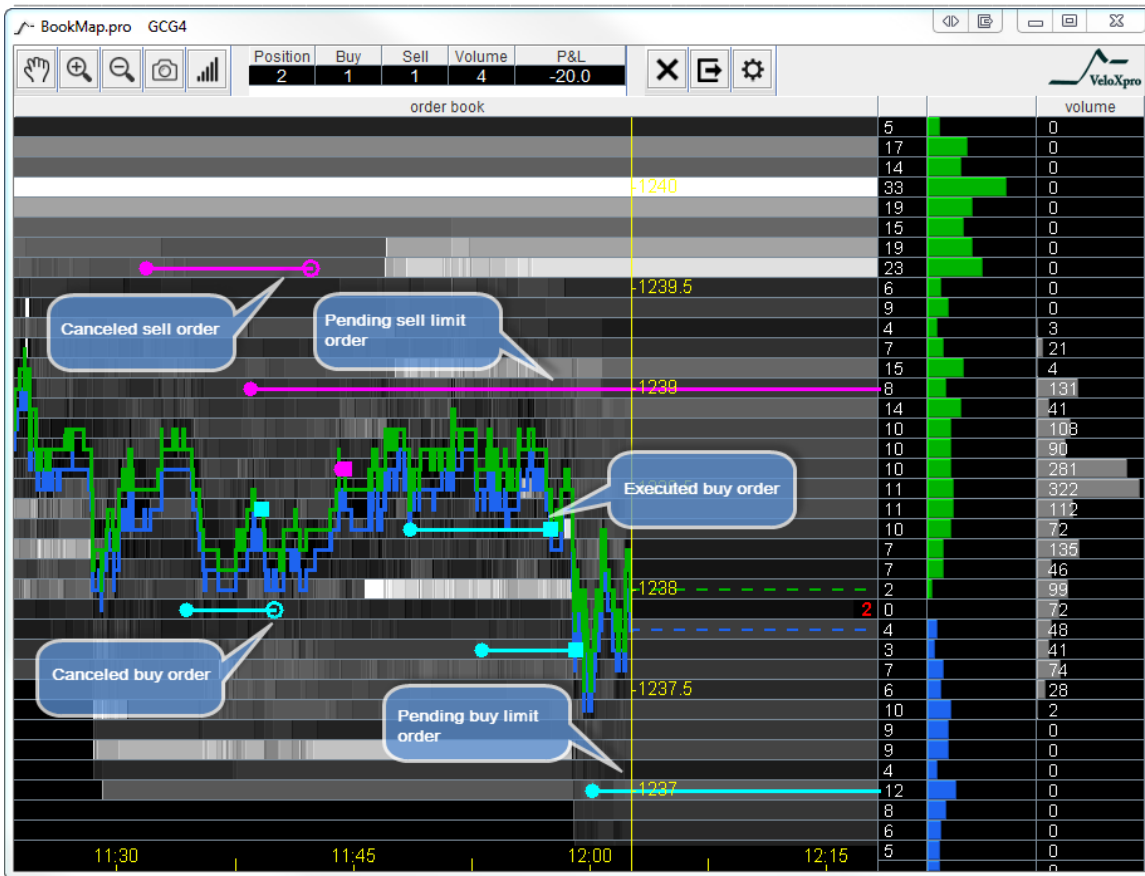 BookMap.pro GCG4
Position Buy Sell Volume P&L
2 1 1 4 -20.0
VeloXpro
order book volume
5 0
17 0
14 0
-1240 33 0
19 0
15 0
19 0
23 0
-1239.5 6 0
9 0
Canceled sell order
Pending sell limit
order
4 3
7 21
15 4
-1239 8 131
14 41
10 108
10 90
10 281
Executed buy order
11 322
11 112
10 72
7 135
7 46
-1238 2 99
2 0 72
4 48
3 41
Canceled buy order
7 74
-1237.5 6 28
Pending buy limit
order
10 2
9 0
9 0
4 0
-1237 12 0
8 0
6 0
5 0
0
11:30 11:45 12:00 12:15